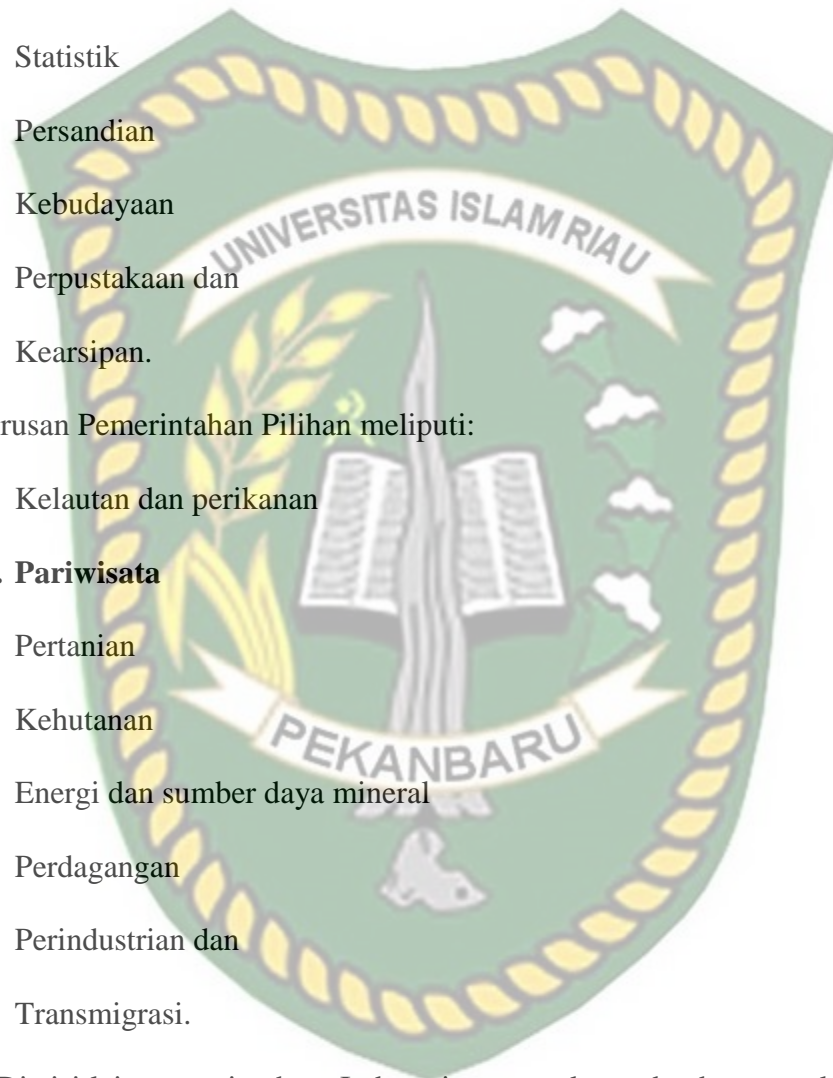 Statistik
Persandian
Kebudayaan
UNIVERSITAS ISLAM RIAU
Perpustakaan dan
Kearsipan.
rusan Pemerintahan Pilihan meliputi:
Kelautan dan perikanan
. Pariwisata
Pertanian
Kehutanan
PEKANBARU
Energi dan sumber daya mineral
Perdagangan
Perindustrian dan
Transmigrasi.